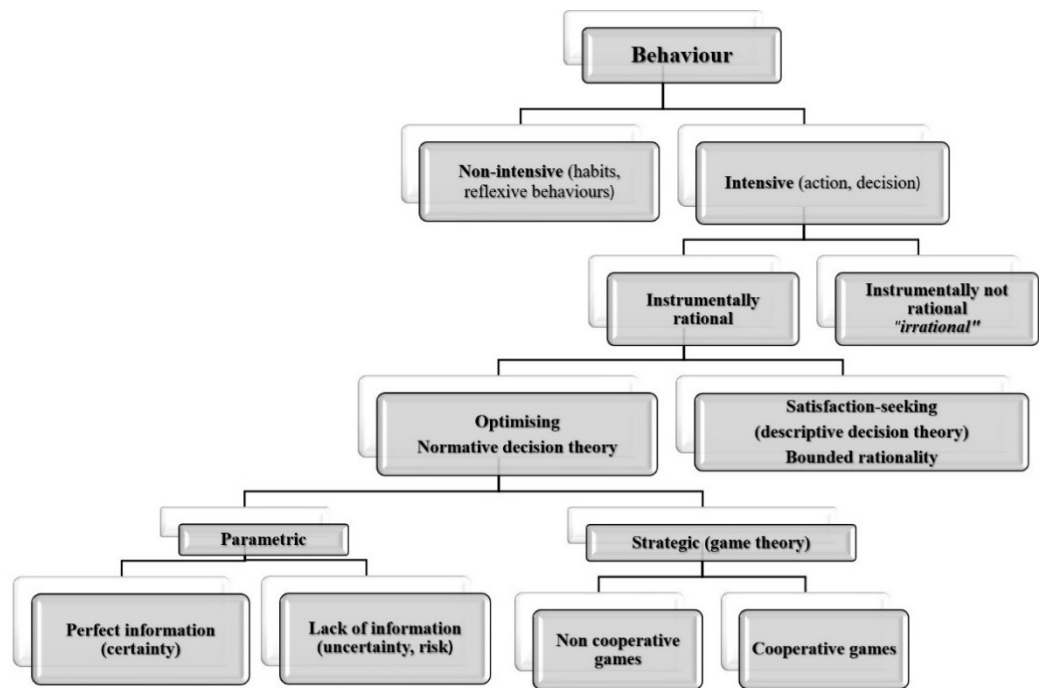 Behaviour
Non-intensive (habits,
reflexive behaviours)
Intensive (action, decision)
Instrumentally
rational
Instrumentally not
rational
"irrational"
Optimising
Normative decision theory
Satisfaction-seeking
(descriptive decision theory)
Bounded rationality
Parametric
Strategic (game theory)
Perfect information
(certainty)
Lack of information
(uncertainty, risk)
Non cooperative
games
Cooperative games